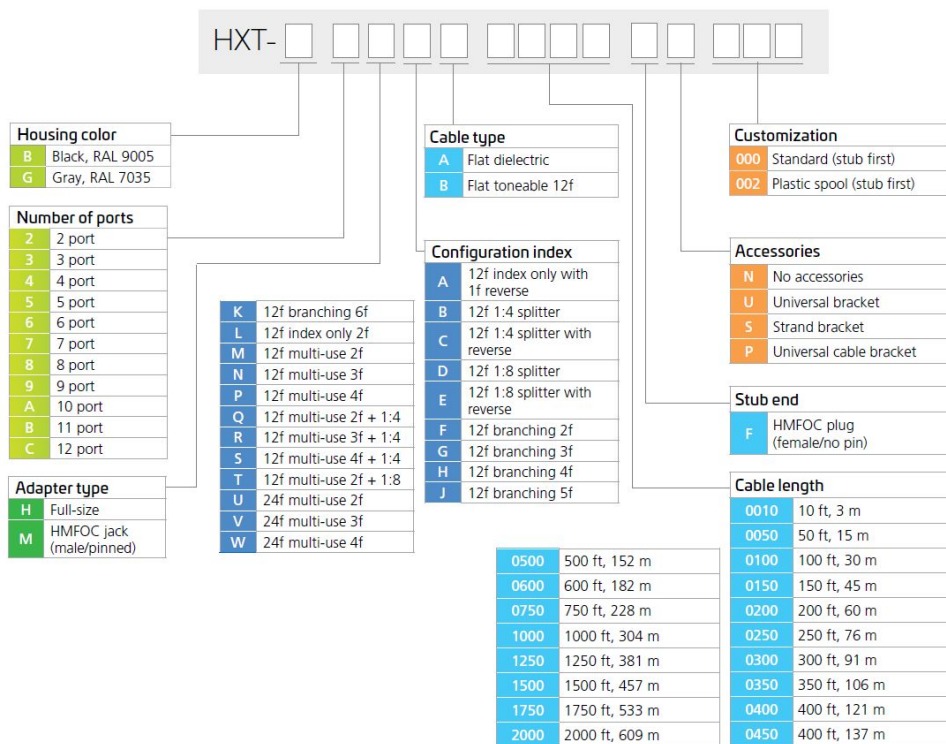 HXT-
Housing color
B Black, RAL 9005
G Gray, RAL 7035
Number of ports
2 2 port
3 3 port
4 4 port
5 5 port
6 6 port
7 7 port
8 8 port
9 9 port
A 10 port
B 11 port
C 12 port
Adapter type
H Full-size
M HMFOC jack
(male/pinned)
K 12f branching 6f
L 12f index only 2f
M 12f multi-use 2f
N 12f multi-use 3f
P 12f multi-use 4f
Q 12f multi-use 2f + 1:4
R 12f multi-use 3f + 1:4
S 12f multi-use 4f + 1:4
T 12f multi-use 2f + 1:8
U 24f multi-use 2f
V 24f multi-use 3f
W 24f multi-use 4f
Cable type
A Flat dielectric
B Flat toneable 12f
Configuration index
A 12f index only with
1f reverse
B 12f 1:4 splitter
C 12f 1:4 splitter with
reverse
D 12f 1:8 splitter
E 12f 1:8 splitter with
reverse
F 12f branching 2f
G 12f branching 3f
H 12f branching 4f
J 12f branching 5f
0500 500 ft, 152 m
0600 600 ft, 182 m
0750 750 ft, 228 m
1000 1000 ft, 304 m
1250 1250 ft, 381 m
1500 1500 ft, 457 m
1750 1750 ft, 533 m
2000 2000 ft, 609 m
Customization
000 Standard (stub first)
002 Plastic spool (stub first)
Accessories
N No accessories
U Universal bracket
S Strand bracket
P Universal cable bracket
Stub end
F HMFOC plug
(female/no pin)
Cable length
0010 10 ft, 3 m
0050 50 ft, 15 m
0100 100 ft, 30 m
0150 150 ft, 45 m
0200 200 ft, 60 m
0250 250 ft, 76 m
0300 300 ft, 91 m
0350 350 ft, 106 m
0400 400 ft, 121 m
0450 400 ft, 137 m